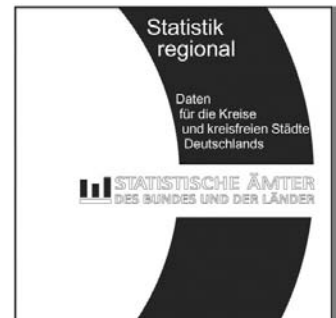 Statistik
regional
Daten
für die Kreise
und kreisfreien Städte
Deutschlands
STATISTISCHE ÄMTER
DES BUNDES UND DER LÄNDER